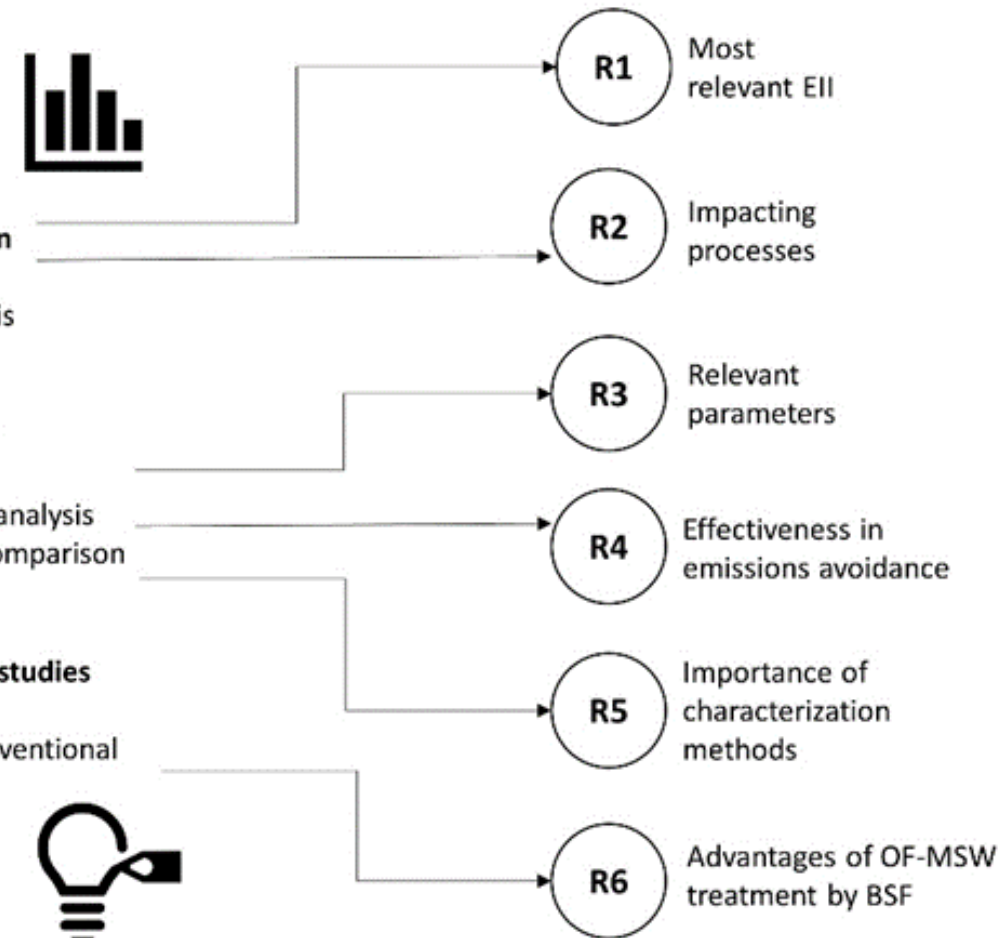 R1
Most
relevant EII
R2
Impacting
processes
is
R3
Relevant
parameters
analysis
omparison
R4
Effectiveness in
emissions avoidance
studies
R5
Importance of
characterization
methods
ventional
R6
Advantages of OF-MSW
treatment by BSF